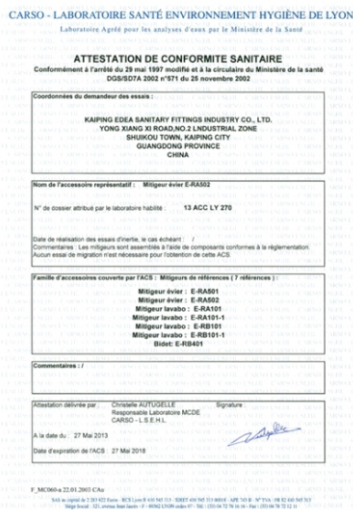 CARSO - LABORATOIRE SANTÉ ENVIRONNEMENT HYGIÈNE DE LYON
Laboratoire Agréé pour les analyses d'eaux par le Ministère de la Santé
ATTESTATION DE CONFORMITE SANITAIRE
Conformément à l'arrêté du 29 mai 1997 modifié et à la circulaire du Ministère de la santé
DGS/SD7A 2002 n°571 du 25 novembre 2002
Coordonnées du demandeur des essais :
KAIPING EDEA SANITARY FITTINGS INDUSTRY CO., LTD.
YONG XIANG XI ROAD,NO.2 LNDUSTRIAL ZONE
SHUIKOU TOWN, KAIPING CITY
GUANGDONG PROVINCE
CHINA
Nom de l'accessoire représentatif : Mitigeur évier E-RA502
N° de dossier attribué par le laboratoire habilité : 13 ACC LY 270
Date de réalisation des essais d'inertie, le cas échéant : /
Commentaires : Les mitigeurs sont assemblés à l'aide de composants conformes à la réglementation.
Aucun essai de migration n'est nécessaire pour l'obtention de cette ACS.
Famille d'accessoires couverte par l'ACS : Mitigeurs de références ( 7 références ) :
Mitigeur évier : E-RA501
Mitigeur évier : E-RA502
Mitigeur lavabo : E-RA101
Mitigeur lavabo : E-RA101-1
Mitigeur lavabo : E-RB101
Mitigeur lavabo : E-RB101-1
Bidet: E-RB401
Commentaires : /
Attestation délivrée par : Christelle AUTUGELLE Signature :
Responsable Laboratoire MCDE
CARSO - L.S.E.H.L.
A la date du : 27 Mai 2013
Date d'expiration de l'ACS : 27 Mai 2018
F_MC060-a.22.01.2003 CAu